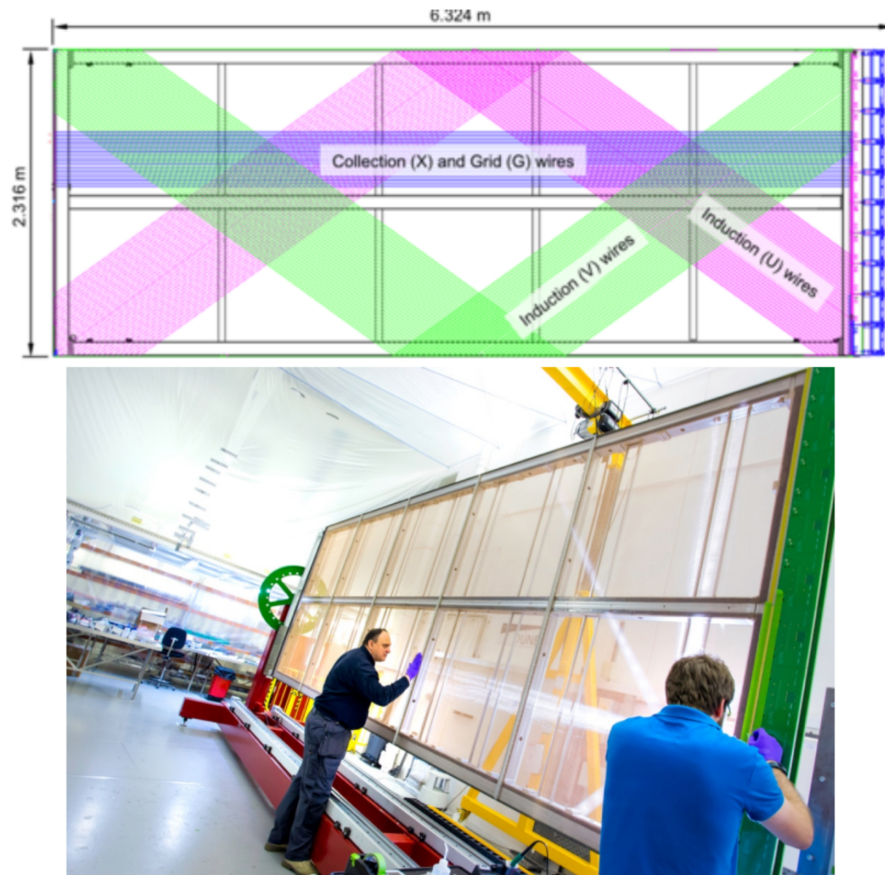 6.324 m
2.316 m
Collection (X) and Grid (G) wires
Induction (V) wires
Induction (U) wires